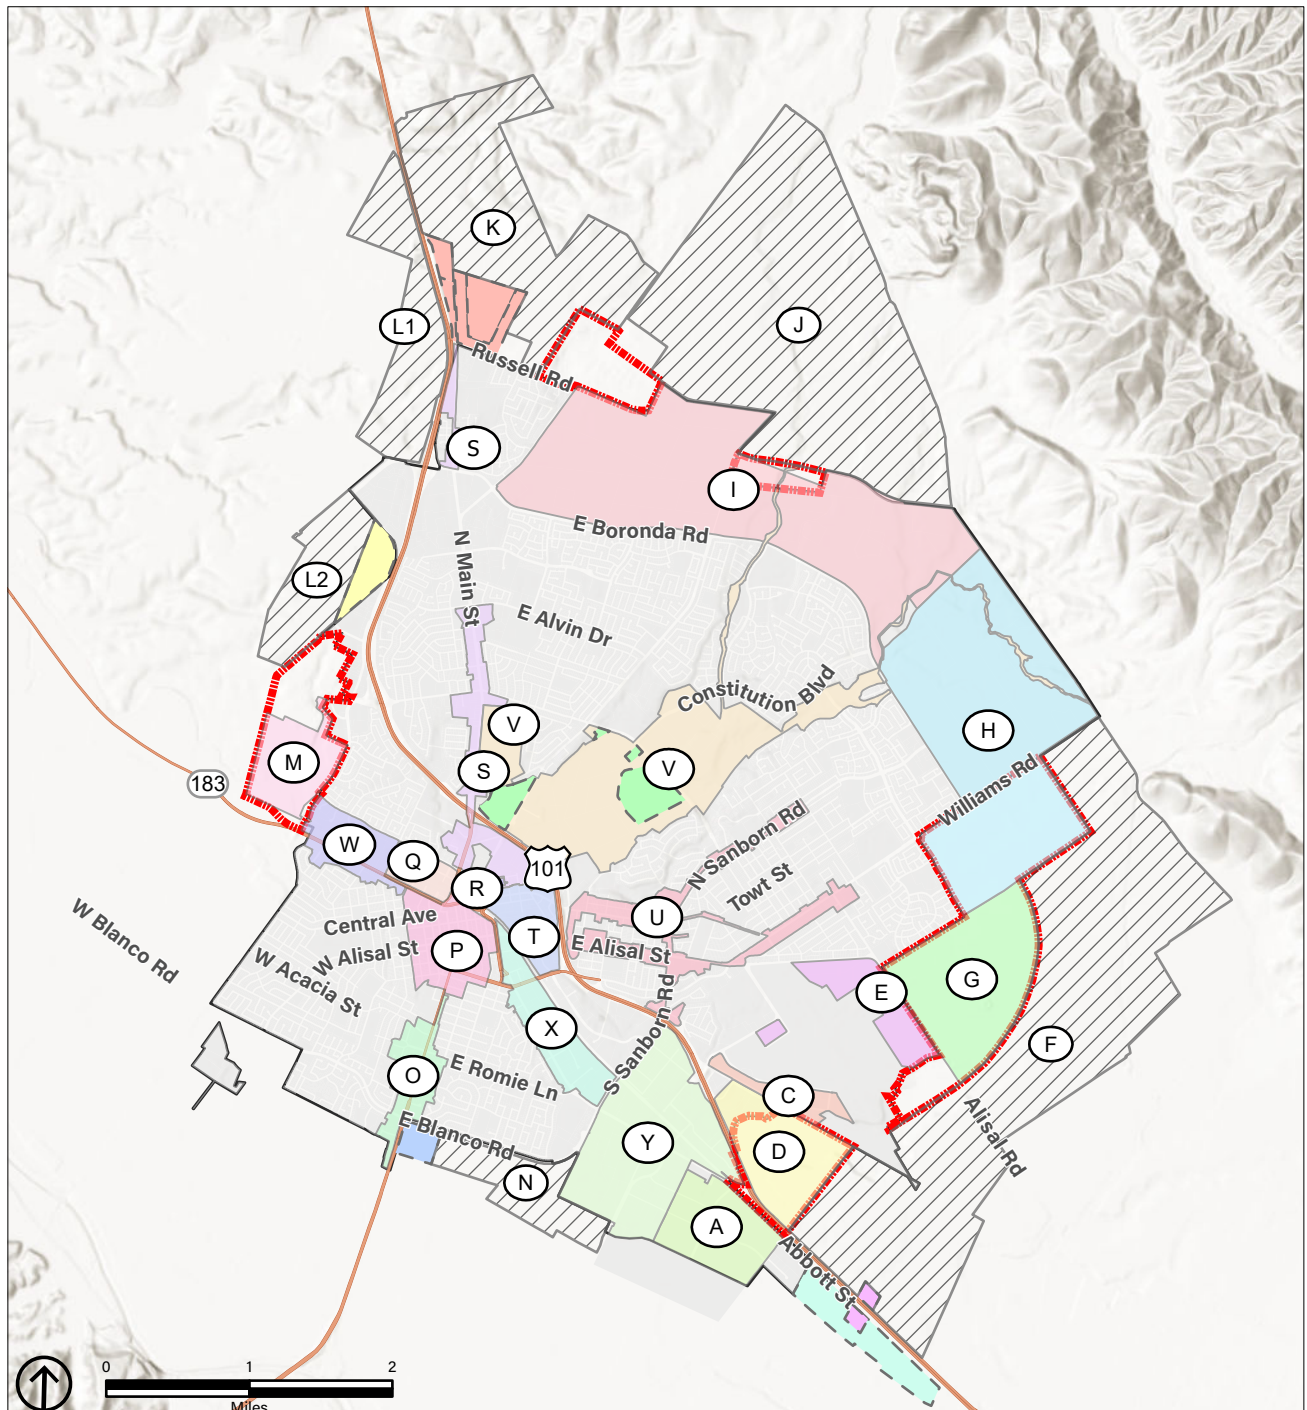 K
L1
J
Russell Rd
S
I
E Boronda Rd
N Main St
L2
E Alvin Dr
Constitution Blvd
V
H
M
S
V
183
Williams Rd
N Sanborn Rd
W
Q
101
R
Towt St
U
Central Ave
W Blanco Rd
P
T
E Alisal St
W Alisal St
W Acacia St
E
G
X
S Sanborn Rd
F
O
E Romie Ln
C
Alisal Rd
E Blanco Rd
Y
D
N
A
Abbott St
0 1 2
Miles